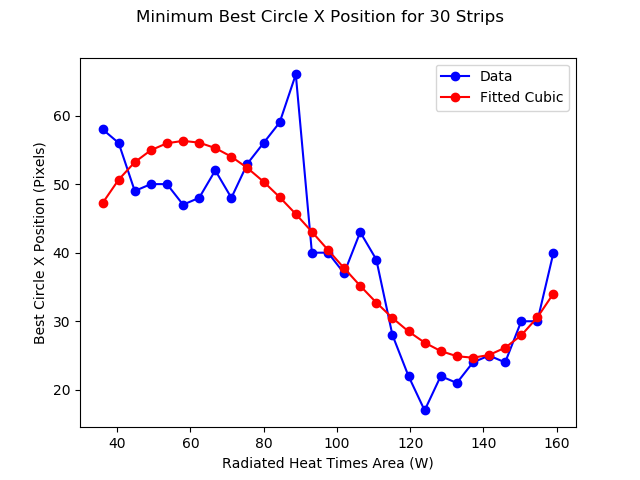 Minimum Best Circle X Position for 30 Strips
Data
Fitted Cubic
Best Circle X Position (Pixels)
60
50
40
30
20
40
60
80
100
120
140
160
Radiated Heat Times Area (W)